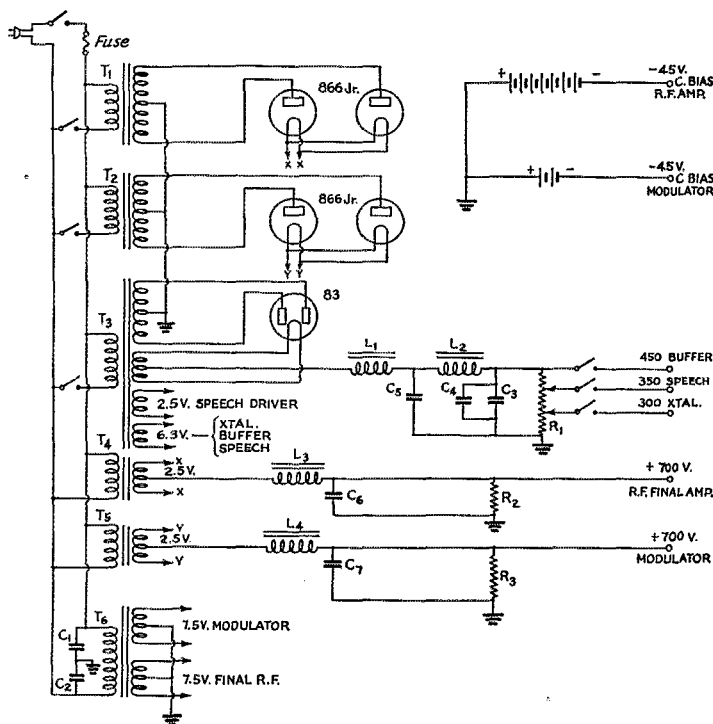 Fuse
T1
866 Jr.
X X
+ -
-45V.
C. BIAS
R.F. AMP.
T2
866 Jr.
Y Y
+ -
-4.5V.
C BIAS
MODULATOR
T3
83
L1
L2
C5
C4
C3
R1
450 BUFFER
350 SPEECH
300 XTAL.
2.5V. SPEECH DRIVER
6.3V.
XTAL.
BUFFER
SPEECH
T4
X
2.5V.
X
L3
C6
R2
+ 700 V.
R.F. FINAL AMP.
T5
Y
2.5V.
Y
L4
C7
R3
+700 V.
MODULATOR
T6
C1
C2
7.5V. MODULATOR
7.5V. FINAL R.F.